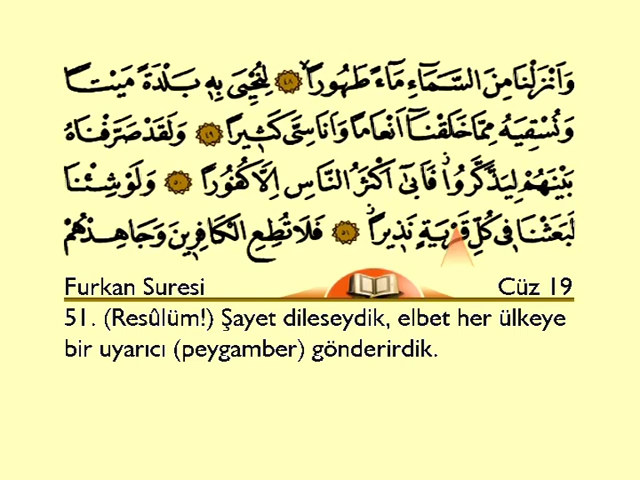 وَاَنْزَلْنَا مِنَ السَّمَٓاءِ مَٓاءً طَهُورًاۙ ﴿٤٨﴾ لِنُحْيِيَ بِه۪ بَلْدَةً مَيْتًا
وَنُسْقِيَهُ مِمَّا خَلَقْنَٓا اَنْعَامًا وَاَنَاسِيَّ كَث۪يرًا ﴿٤٩﴾ وَلَقَدْ صَرَّفْنَاهُ
بَيْنَهُمْ لِيَذَّكَّرُواۘ فَاَبٰٓى اَكْثَرُ النَّاسِ اِلَّا كُفُورًا ﴿٥٠﴾ وَلَوْ شِئْنَا
لَبَعَثْنَا ف۪ي كُلِّ قَرْيَةٍ نَذ۪يرًاۘ ﴿٥١﴾ فَلَا تُطِعِ الْكَافِر۪ينَ وَجَاهِدْهُمْ
Furkan Suresi Cüz 19
51. (Resûlüm!) Şayet dileseydik, elbet her ülkeye
bir uyarıcı (peygamber) gönderirdik.